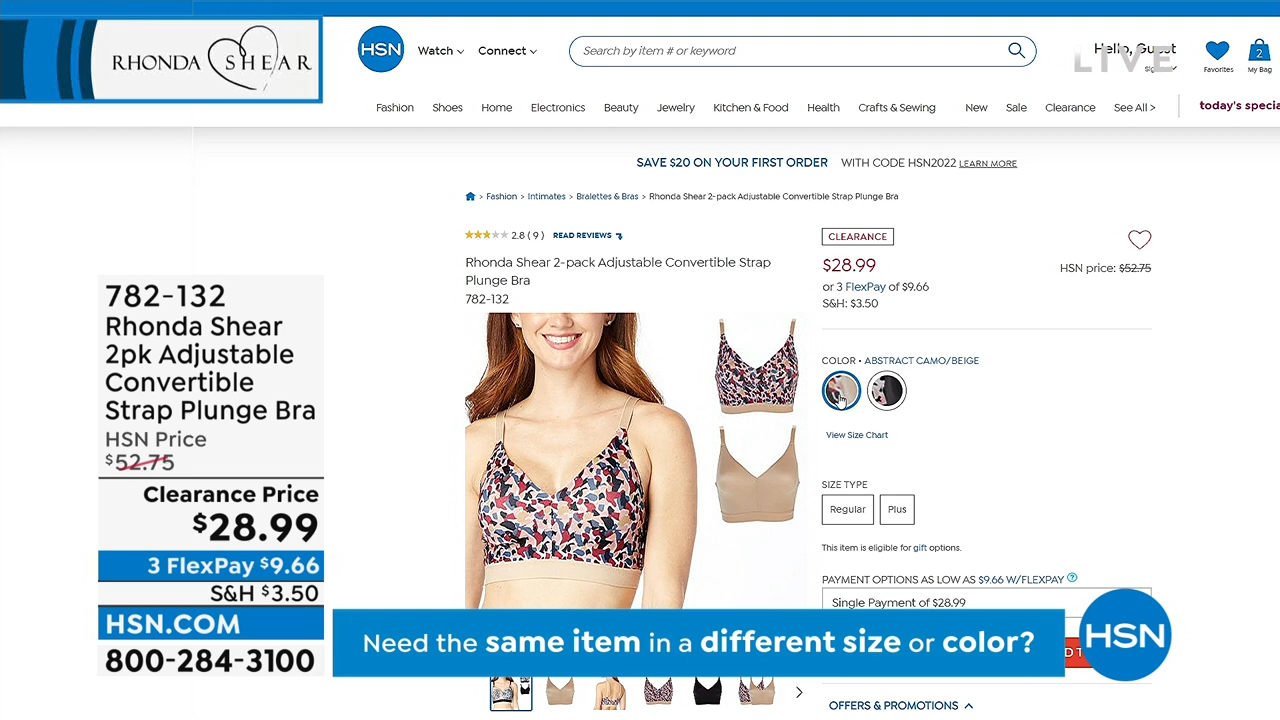 RHONDA SHEAR
HSN
Watch
Connect
Search by item # or keyword
Hello, Guest
LIVE
Favorites
2
My Bag
Fashion
Shoes
Home
Electronics
Beauty
Jewelry
Kitchen & Food
Health
Crafts & Sewing
New
Sale
Clearance
See All >
today's specia
SAVE $20 ON YOUR FIRST ORDER WITH CODE HSN2022 LEARN MORE
> Fashion > Intimates > Bralettes & Bras > Rhonda Shear 2-pack Adjustable Convertible Strap Plunge Bra
2.8 ( 9 ) READ REVIEWS
Rhonda Shear 2-pack Adjustable Convertible Strap
Plunge Bra
782-132
CLEARANCE
$28.99
HSN price: $52.75
or 3 FlexPay of $9.66
S&H: $3.50
COLOR • ABSTRACT CAMO/BEIGE
View Size Chart
SIZE TYPE
Regular
Plus
This item is eligible for gift options.
PAYMENT OPTIONS AS LOW AS $9.66 W/FLEXPAY ?
Single Payment of $28.99
OFFERS & PROMOTIONS
782-132
Rhonda Shear
2pk Adjustable
Convertible
Strap Plunge Bra
HSN Price
$52.75
Clearance Price
$28.99
3 FlexPay $9.66
S&H $3.50
HSN.COM
800-284-3100
Need the same item in a different size or color?
HSN